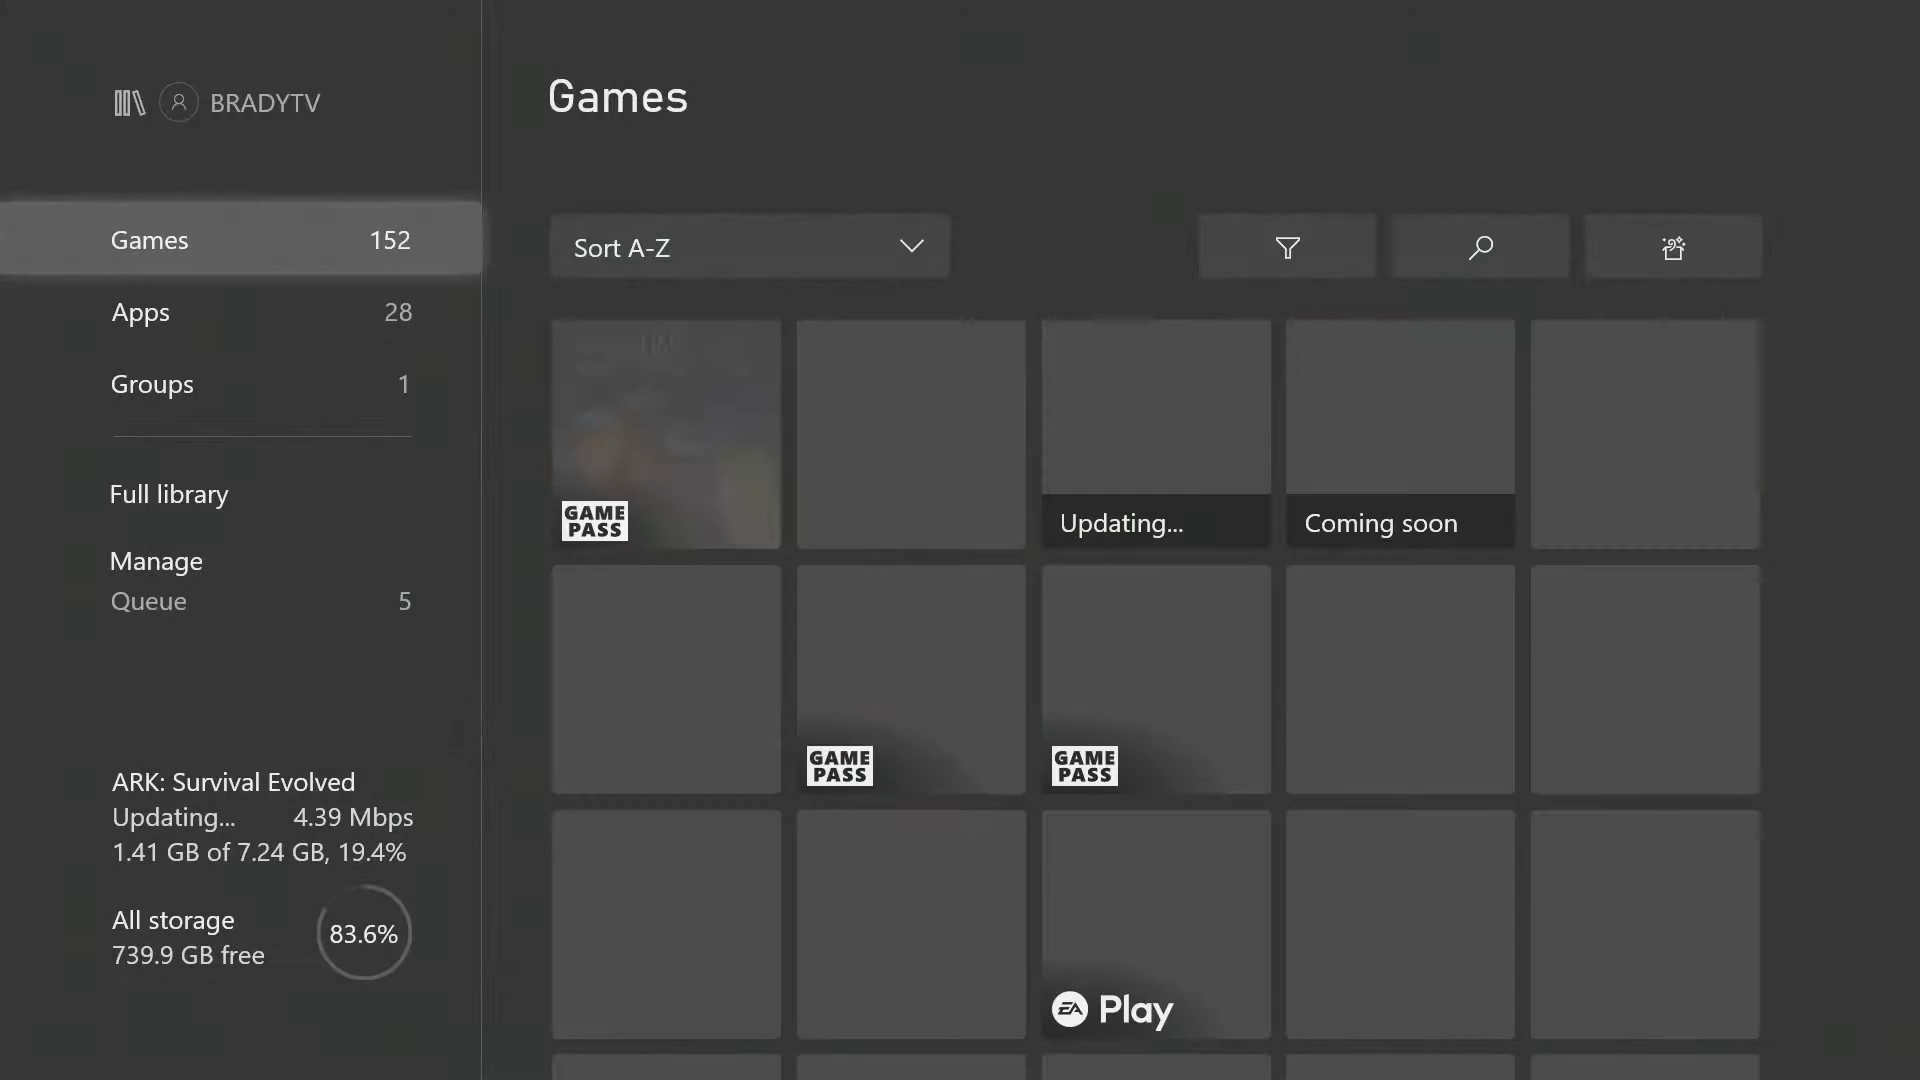 BRADYTV
Games 152
Apps 28
Groups 1
Full library
Manage
Queue 5
ARK: Survival Evolved
Updating... 4.39 Mbps
1.41 GB of 7.24 GB, 19.4%
All storage
739.9 GB free
83.6%
Games
Sort A-Z
GAME
PASS
Updating...
Coming soon
GAME
PASS
GAME
PASS
EA Play